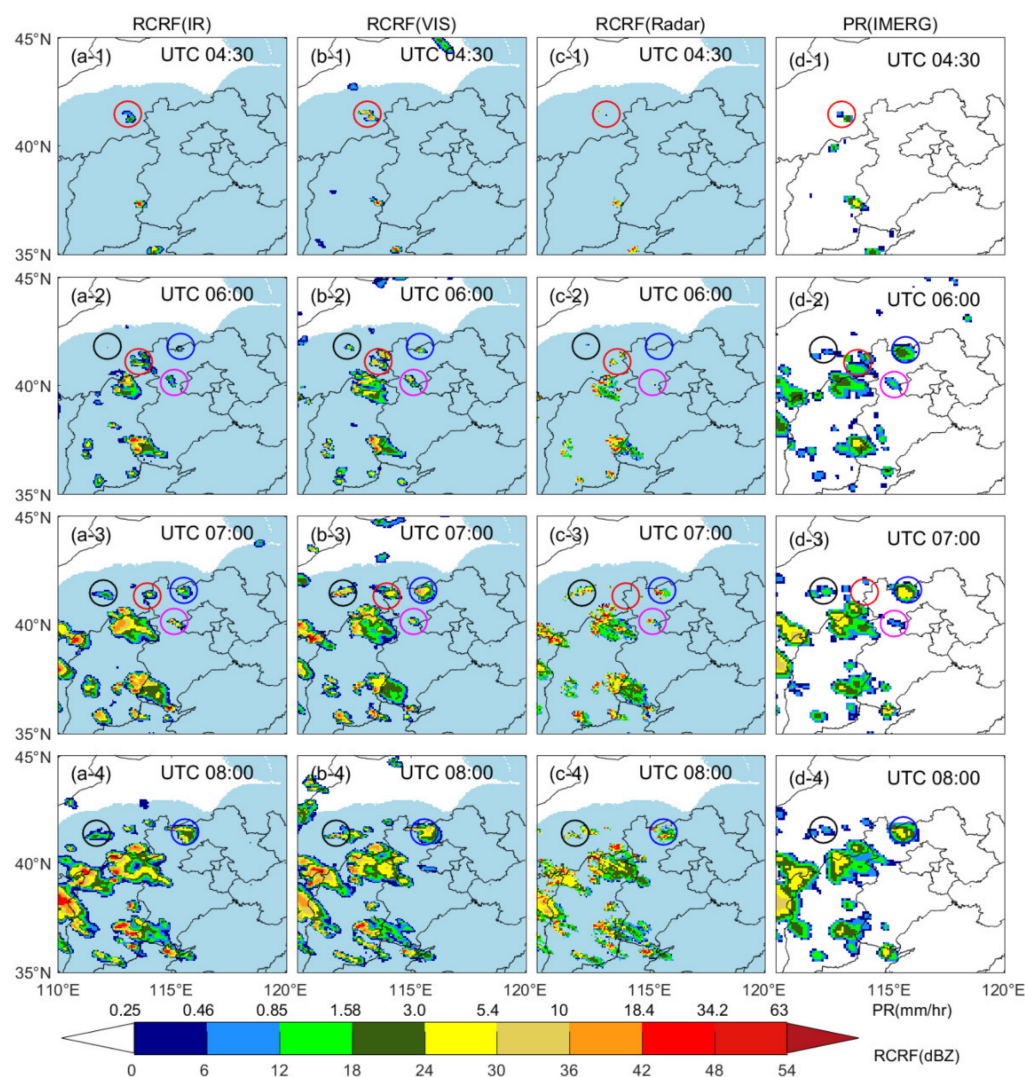 RCRF(IR) RCRF(VIS) RCRF(Radar) PR(IMERG)
45°N (a-1) UTC 04:30 (b-1) UTC 04:30 (c-1) UTC 04:30 (d-1) UTC 04:30
40°N
35°N
45°N (a-2) UTC 06:00 (b-2) UTC 06:00 (c-2) UTC 06:00 (d-2) UTC 06:00
40°N
35°N
45°N (a-3) UTC 07:00 (b-3) UTC 07:00 (c-3) UTC 07:00 (d-3) UTC 07:00
40°N
35°N
45°N (a-4) UTC 08:00 (b-4) UTC 08:00 (c-4) UTC 08:00 (d-4) UTC 08:00
40°N
35°N
110°E 115°E 120°E 115°E 120°E 115°E 120°E 115°E 120°E
0.25 0.46 0.85 1.58 3.0 5.4 10 18.4 34.2 63 PR(mm/hr)
0 6 12 18 24 30 36 42 48 54 RCRF(dBZ)